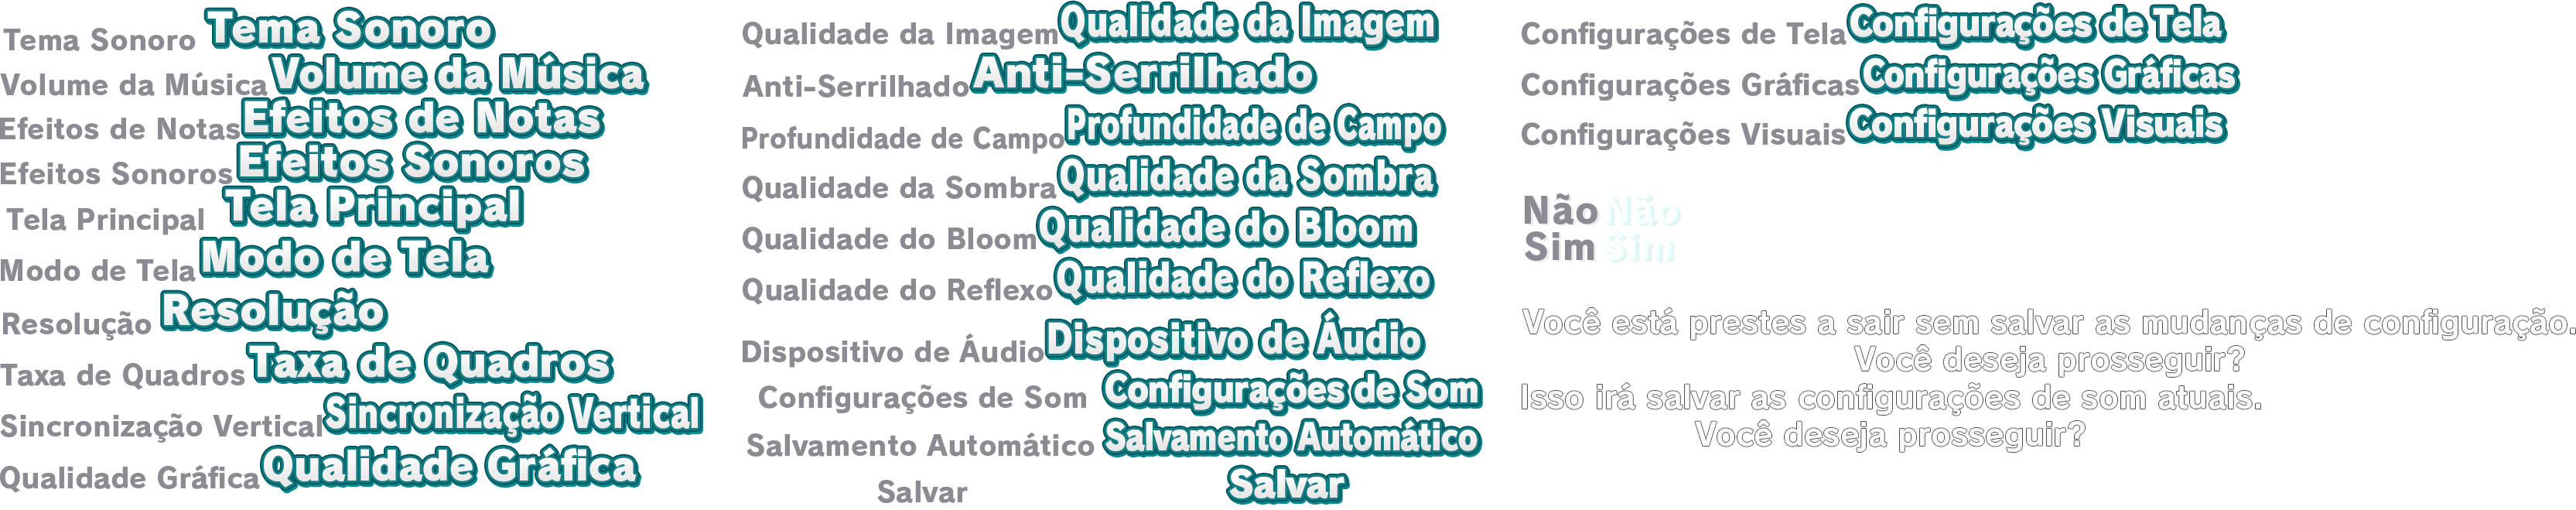 Tema Sonoro Tema Sonoro
Volume da Música Volume da Música
Efeitos de Notas Efeitos de Notas
Efeitos Sonoros Efeitos Sonoros
Tela Principal Tela Principal
Modo de Tela Modo de Tela
Resolução Resolução
Taxa de Quadros Taxa de Quadros
Sincronização Vertical Sincronização Vertical
Qualidade Gráfica Qualidade Gráfica
Qualidade da Imagem Qualidade da Imagem
Anti-Serrilhado Anti-Serrilhado
Profundidade de Campo Profundidade de Campo
Qualidade da Sombra Qualidade da Sombra
Qualidade do Bloom Qualidade do Bloom
Qualidade do Reflexo Qualidade do Reflexo
Dispositivo de Áudio Dispositivo de Áudio
Configurações de Som Configurações de Som
Salvamento Automático Salvamento Automático
Salvar Salvar
Configurações de Tela Configurações de Tela
Configurações Gráficas Configurações Gráficas
Configurações Visuais Configurações Visuais
Não Não
Sim Sim
Você está prestes a sair sem salvar as mudanças de configuração.
Você deseja prosseguir?
Isso irá salvar as configurações de som atuais.
Você deseja prosseguir?